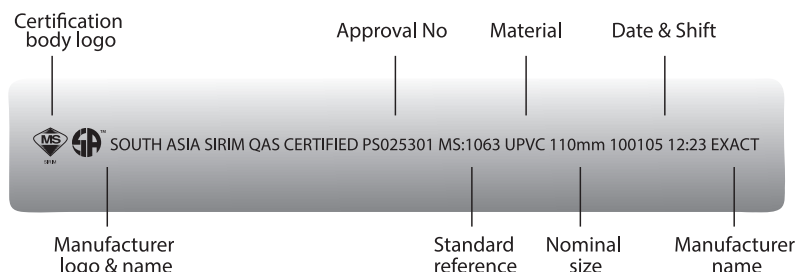 Certification
body logo
Approval No
Material
Date & Shift
MS
SIRIM
SA™
SOUTH ASIA SIRIM QAS CERTIFIED PS025301 MS:1063 UPVC 110mm 100105 12:23 EXACT
Manufacturer
logo & name
Standard
reference
Nominal
size
Manufacturer
name